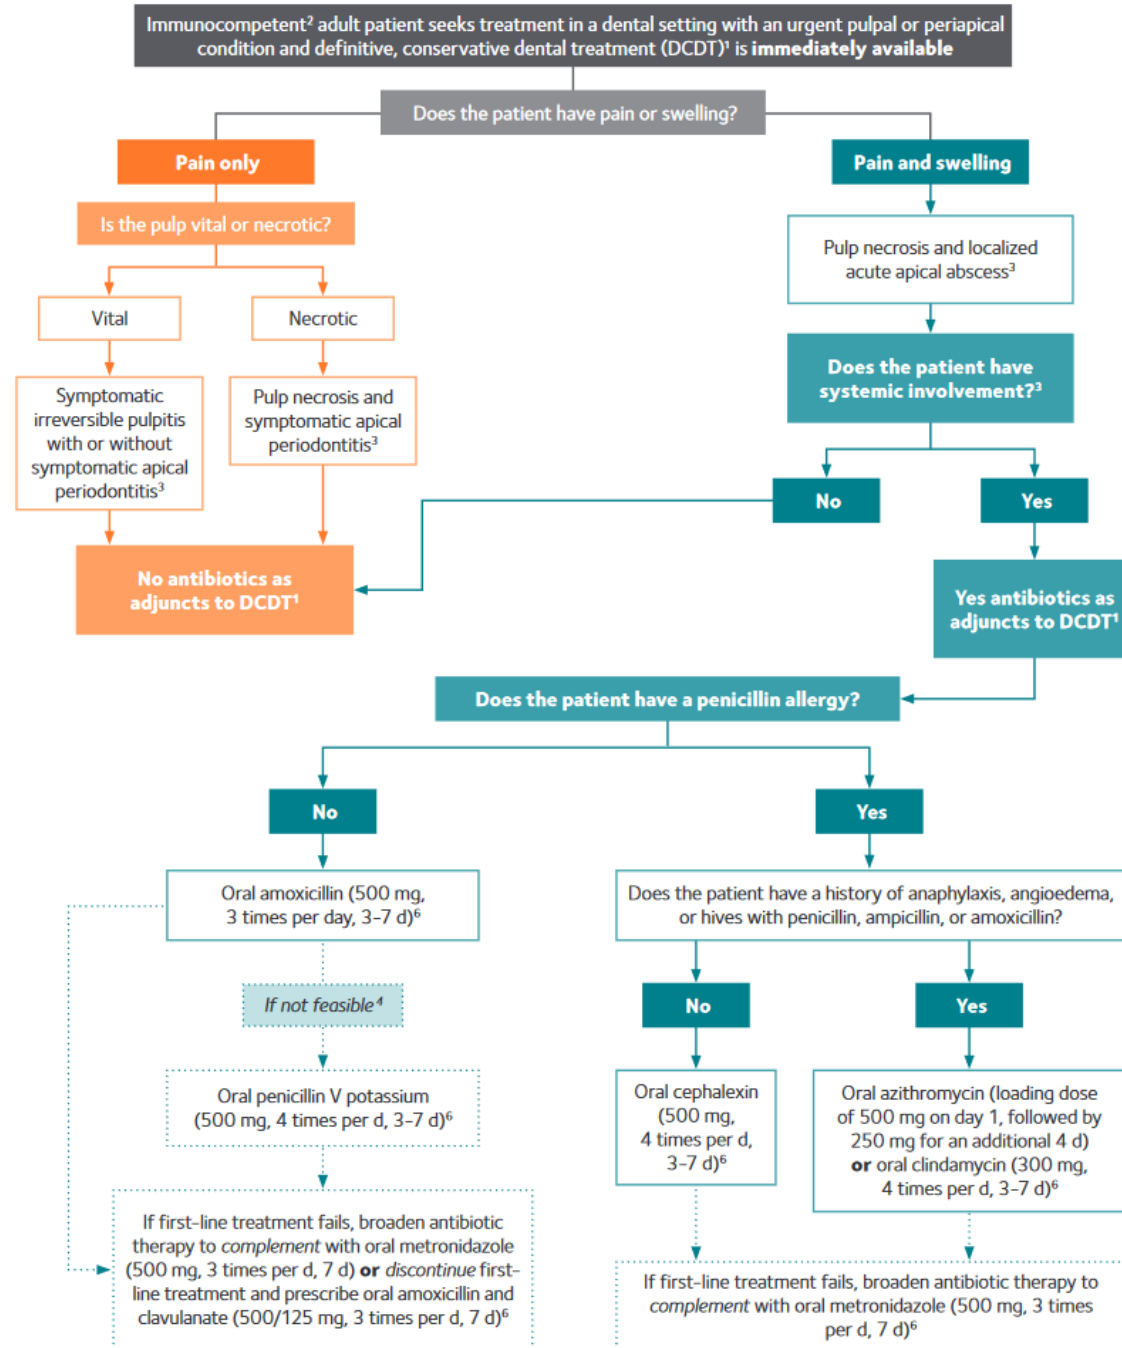 Immunocompetent² adult patient seeks treatment in a dental setting with an urgent pulpal or periapical
condition and definitive, conservative dental treatment (DCDT)¹ is immediately available
Does the patient have pain or swelling?
Pain only
Pain and swelling
Is the pulp vital or necrotic?
Pulp necrosis and localized
acute apical abscess³
Vital
Necrotic
Does the patient have
systemic involvement?³
Symptomatic
irreversible pulpitis
with or without
symptomatic apical
periodontitis³
Pulp necrosis and
symptomatic apical
periodontitis³
No
Yes
No antibiotics as
adjuncts to DCDT¹
Yes antibiotics as
adjuncts to DCDT¹
Does the patient have a penicillin allergy?
No
Yes
Oral amoxicillin (500 mg,
3 times per day, 3–7 d)⁶
Does the patient have a history of anaphylaxis, angioedema,
or hives with penicillin, ampicillin, or amoxicillin?
If not feasible⁴
No
Yes
Oral penicillin V potassium
(500 mg, 4 times per d, 3–7 d)⁶
Oral cephalexin
(500 mg,
4 times per d,
3–7 d)⁶
Oral azithromycin (loading dose
of 500 mg on day 1, followed by
250 mg for an additional 4 d)
or oral clindamycin (300 mg,
4 times per d, 3–7 d)⁶
If first-line treatment fails, broaden antibiotic
therapy to complement with oral metronidazole
(500 mg, 3 times per d, 7 d) or discontinue first-
line treatment and prescribe oral amoxicillin and
clavulanate (500/125 mg, 3 times per d, 7 d)⁶
If first-line treatment fails, broaden antibiotic therapy to
complement with oral metronidazole (500 mg, 3 times
per d, 7 d)⁶